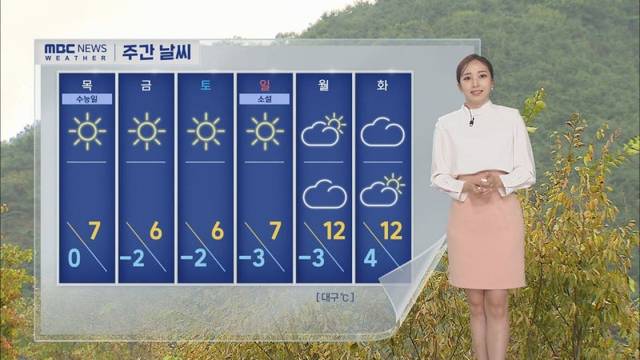 MBC NEWS
WEATHER
주간 날씨
목 금 토 일 월 화
수능일 소설
7 6 6 7 12 12
0 -2 -2 -3 -3 4
[대구℃]